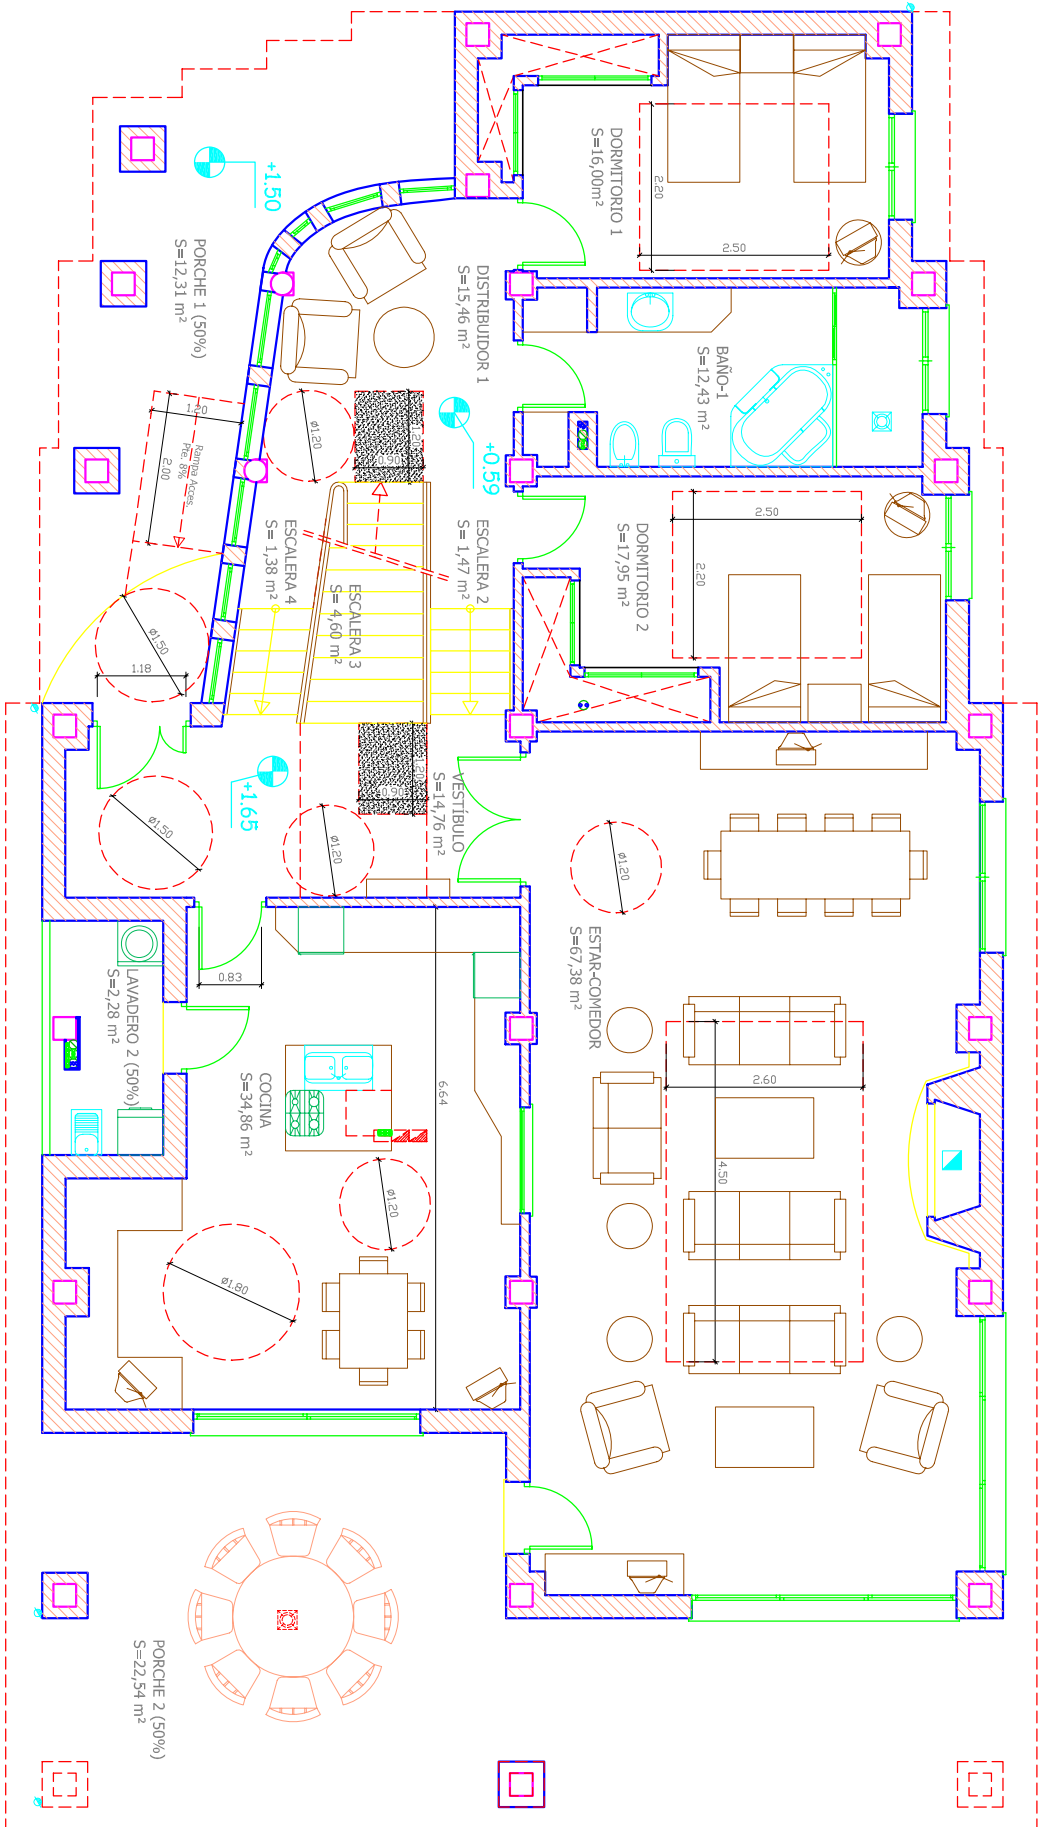 DORMITORIO 1
S=16,00m²
2.20
2.50
+1.50
PORCHE 1 (50%)
S=12,31 m²
DISTRIBUIDOR 1
S=15,46 m²
BAÑO-1
S=12,43 m²
1.20
2.00
Rampa Acces.
Pte. 8%
ø1.20
1.20
0.90
+0.59
DORMITORIO 2
S=17,95 m²
2.50
2.20
ESCALERA 4
S= 1,38 m²
ESCALERA 3
S= 4,60 m²
ESCALERA 2
S= 1,47 m²
ø1.50
1.18
+1.65
VESTÍBULO
S=14,76 m²
1.20
0.90
ø1.50
ø1.20
ø1.20
0.83
ESTAR-COMEDOR
S=67,38 m²
LAVADERO 2 (50%)
S=2,28 m²
COCINA
S=34,86 m²
6.64
2.60
4.50
ø1.20
ø1.80
PORCHE 2 (50%)
S=22,54 m²